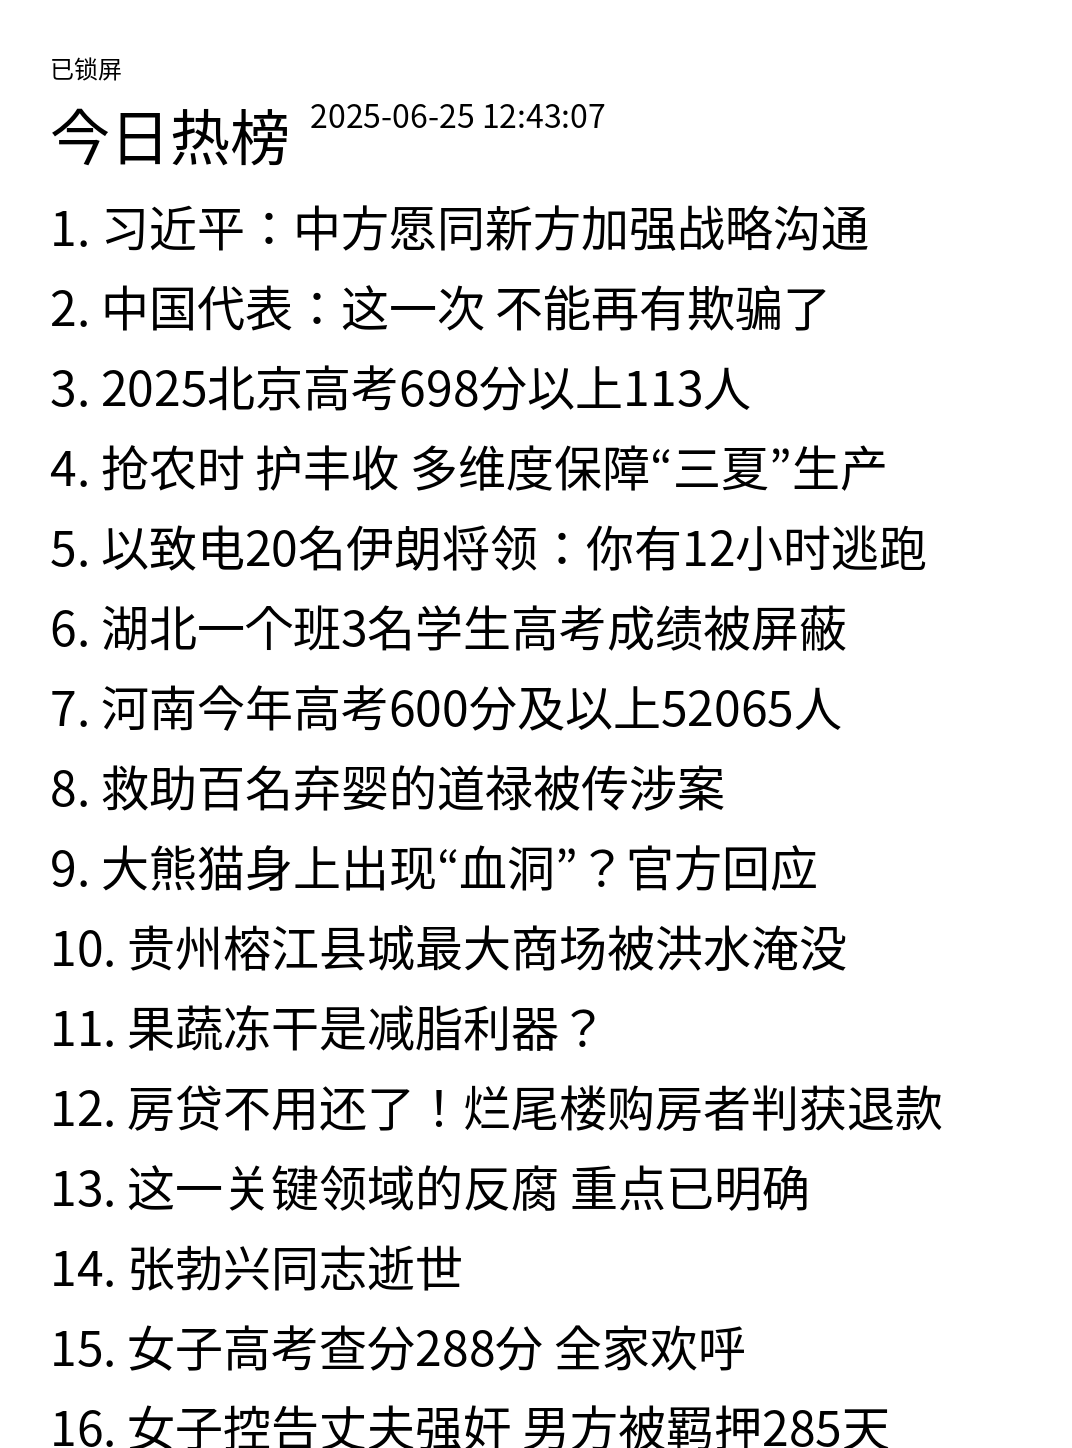 已锁屏
今日热榜 2025-06-25 12:43:07
1. 习近平：中方愿同新方加强战略沟通
2. 中国代表：这一次 不能再有欺骗了
3. 2025北京高考698分以上113人
4. 抢农时 护丰收 多维度保障“三夏”生产
5. 以致电20名伊朗将领：你有12小时逃跑
6. 湖北一个班3名学生高考成绩被屏蔽
7. 河南今年高考600分及以上52065人
8. 救助百名弃婴的道禄被传涉案
9. 大熊猫身上出现“血洞”？官方回应
10. 贵州榕江县城最大商场被洪水淹没
11. 果蔬冻干是减脂利器？
12. 房贷不用还了！烂尾楼购房者判获退款
13. 这一关键领域的反腐 重点已明确
14. 张勃兴同志逝世
15. 女子高考查分288分 全家欢呼
16. 女子控告丈夫强奸 男方被羁押285天